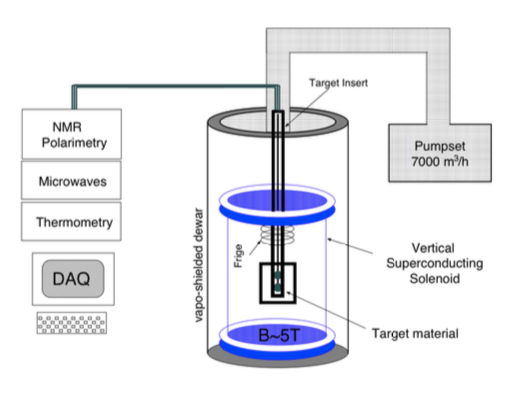 Target Insert
NMR
Polarimetry
Pumpset
7000 m³/h
Microwaves
Thermometry
vapo-shielded dewar
Frige
Vertical
Superconducting
Solenoid
DAQ
B~5T
Target material